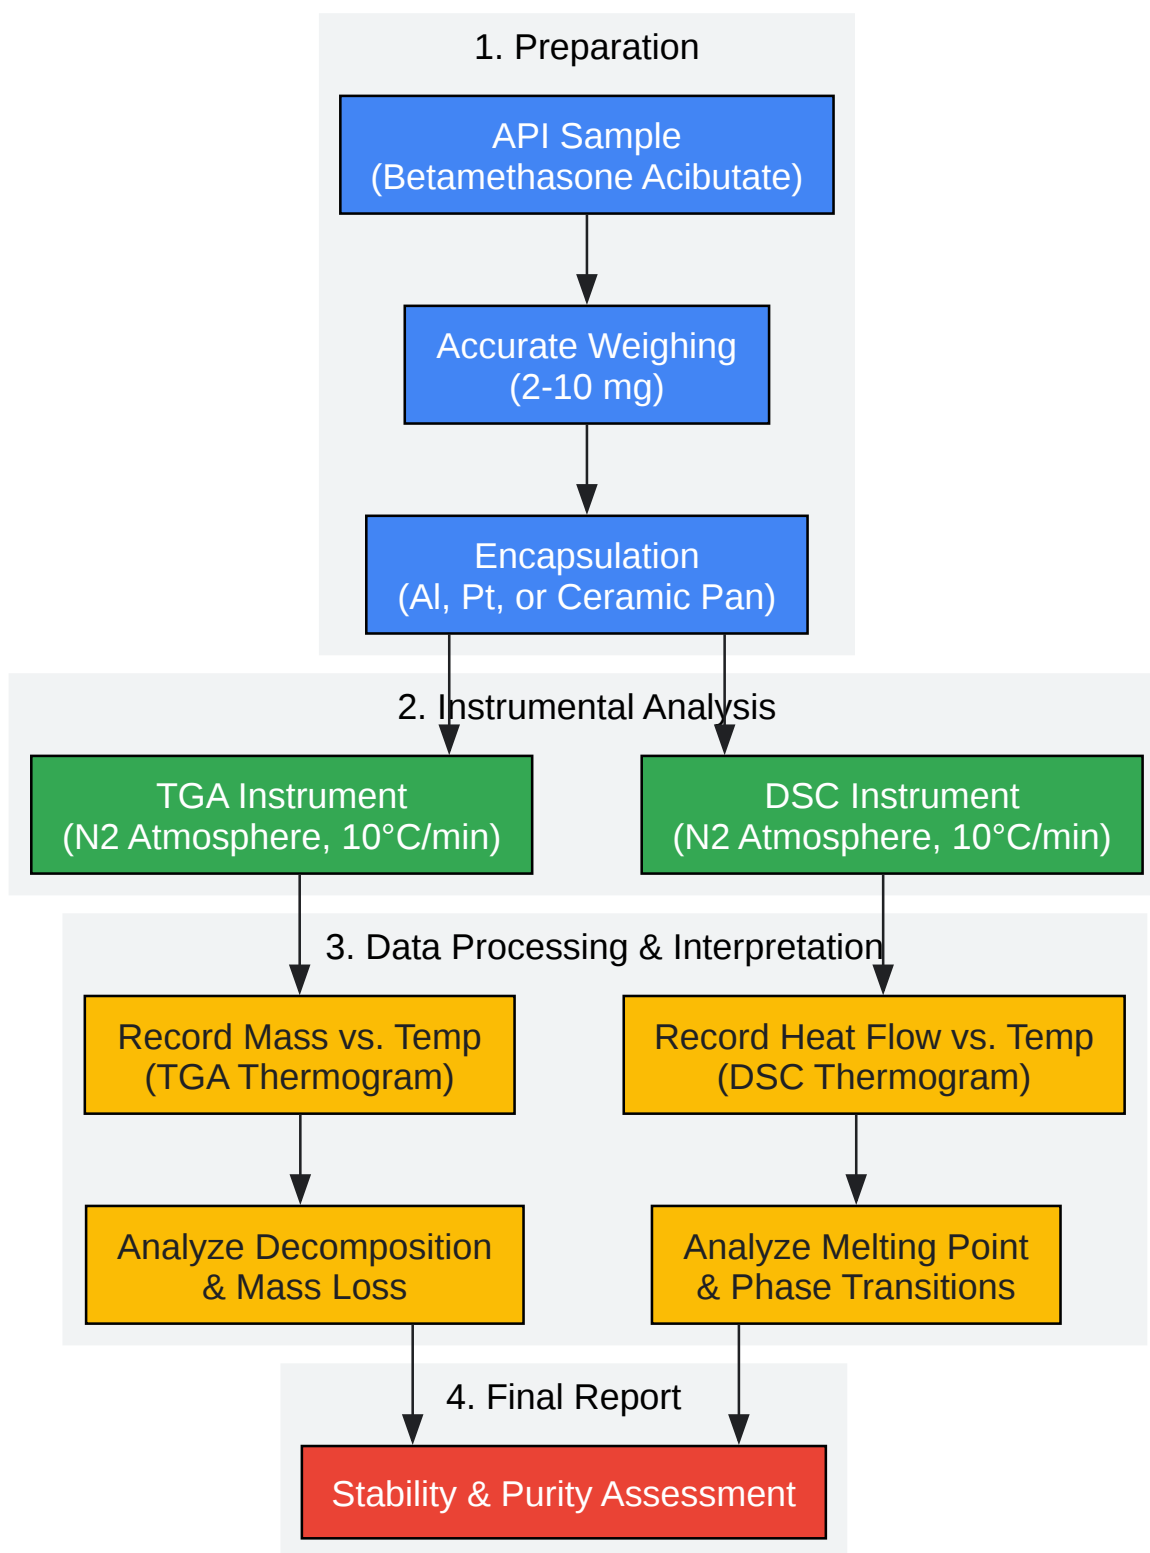 1. Preparation
API Sample
(Betamethasone Acibutate)
Accurate Weighing
(2-10 mg)
Encapsulation
(Al, Pt, or Ceramic Pan)
2. Instrumental Analysis
TGA Instrument
(N2 Atmosphere, 10°C/min)
DSC Instrument
(N2 Atmosphere, 10°C/min)
3. Data Processing & Interpretation
Record Mass vs. Temp
(TGA Thermogram)
Record Heat Flow vs. Temp
(DSC Thermogram)
Analyze Decomposition
& Mass Loss
Analyze Melting Point
& Phase Transitions
4. Final Report
Stability & Purity Assessment